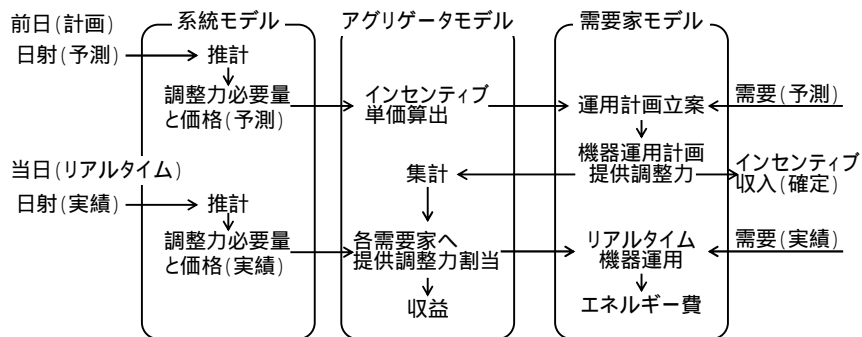 前日(計画)
系統モデル
アグリゲータモデル
需要家モデル
日射(予測)
推計
調整力必要量
と価格(予測)
インセンティブ
単価算出
運用計画立案
需要(予測)
機器運用計画
提供調整力
インセンティブ
収入(確定)
当日(リアルタイム)
集計
日射(実績)
推計
調整力必要量
と価格(実績)
各需要家へ
提供調整力割当
リアルタイム
機器運用
需要(実績)
収益
エネルギー費